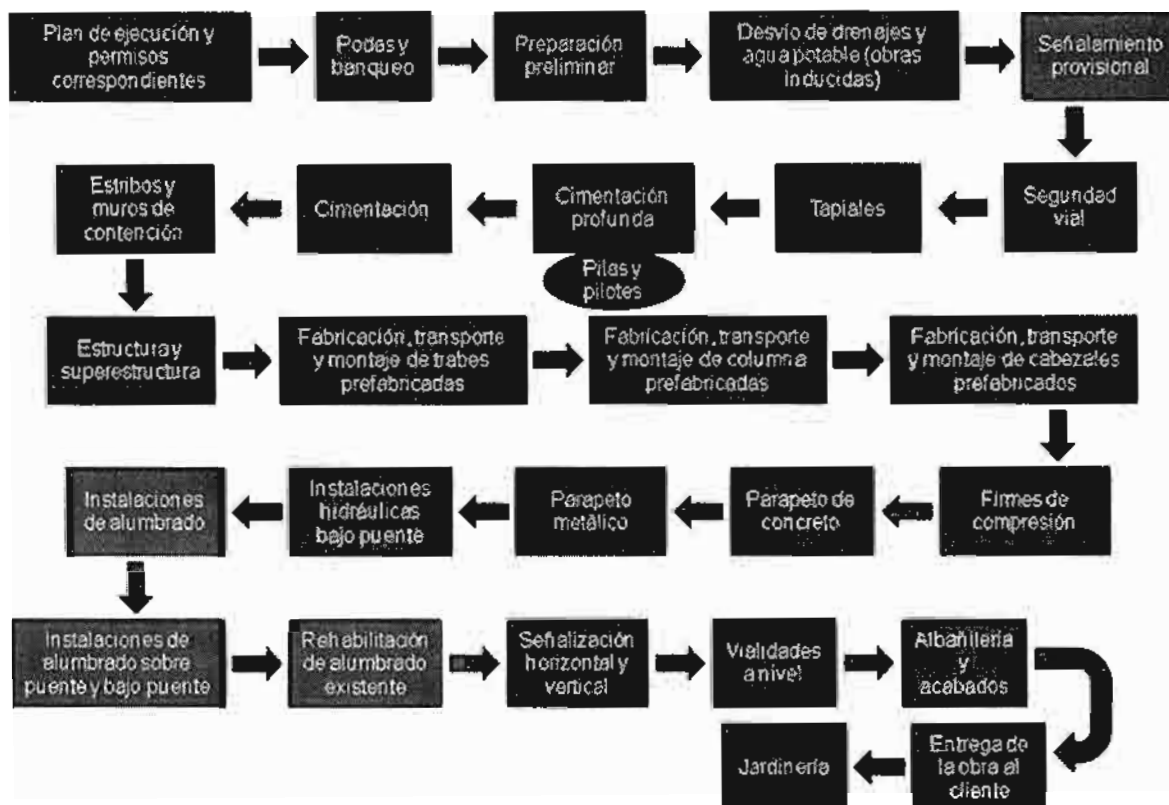 Plan de ejecución y
permisos
correspondientes
Podas y
banqueo
Preparación
preliminar
Desvío de drenajes y
agua potable (obras
inducidas)
Señalamiento
provisional
Estribos y
muros de
contención
Cimentación
Cimentación
profunda
Pilas y
pilotes
Tapiales
Seguridad
vial
Estructura y
superestructura
Fabricación, transporte
y montaje de trabes
prefabricadas
Fabricación, transporte
y montaje de columna
prefabricadas
Fabricación, transporte
y montaje de cabezales
prefabricados
Instalaciones
de alumbrado
Instalaciones
hidráulicas
bajo puente
Parapeto
metálico
Parapeto de
concreto
Firmes de
compresión
Instalaciones de
alumbrado sobre
puente y bajo puente
Rehabilitación
de alumbrado
existente
Señalización
horizontal y
vertical
Vialidades
a nivel
Albañilería
y
acabados
Jardinería
Entrega de
la obra al
cliente